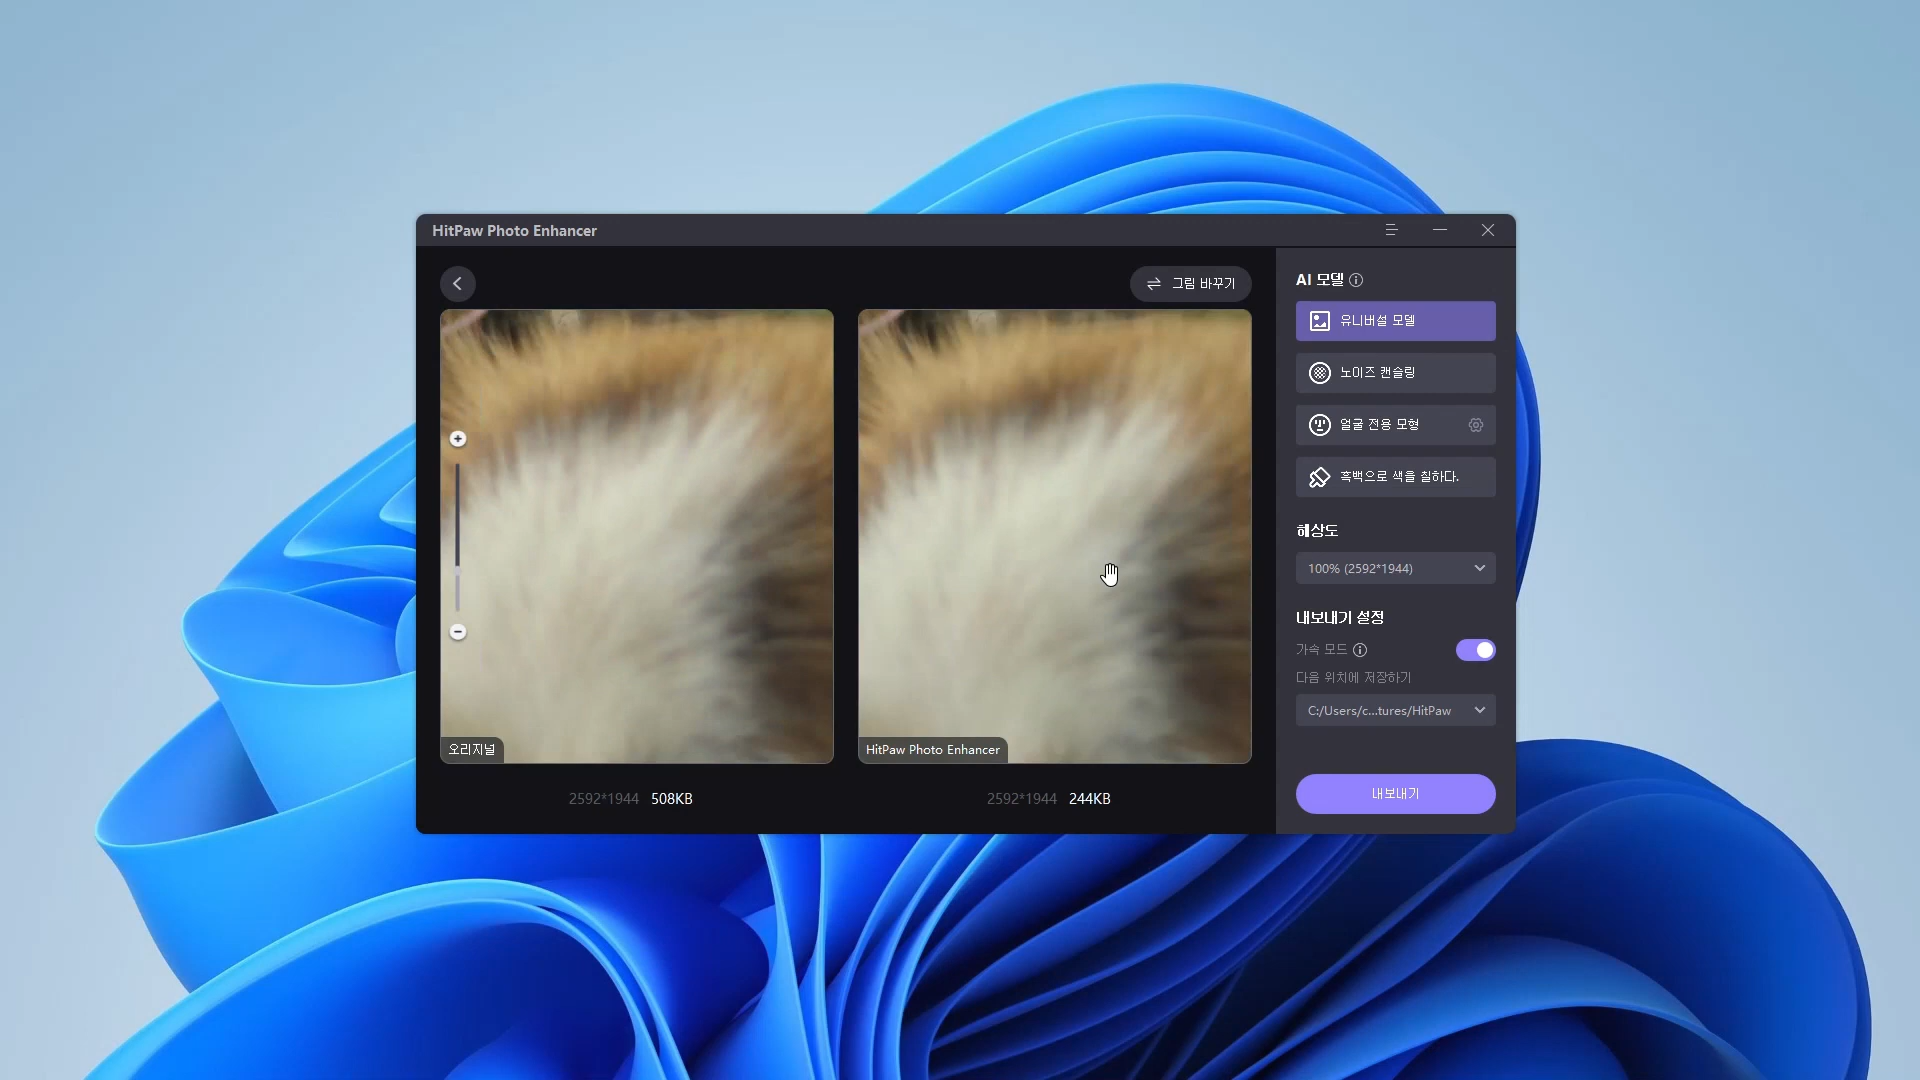 HitPaw Photo Enhancer
그림 바꾸기
오리지널
HitPaw Photo Enhancer
2592*1944 508KB
2592*1944 244KB
AI 모델
유니버설 모델
노이즈 캔슬링
얼굴 전용 모형
흑백으로 색을 칠하다.
해상도
100% (2592*1944)
내보내기 설정
가속 모드
다음 위치에 저장하기
C:/Users/c...tures/HitPaw
내보내기